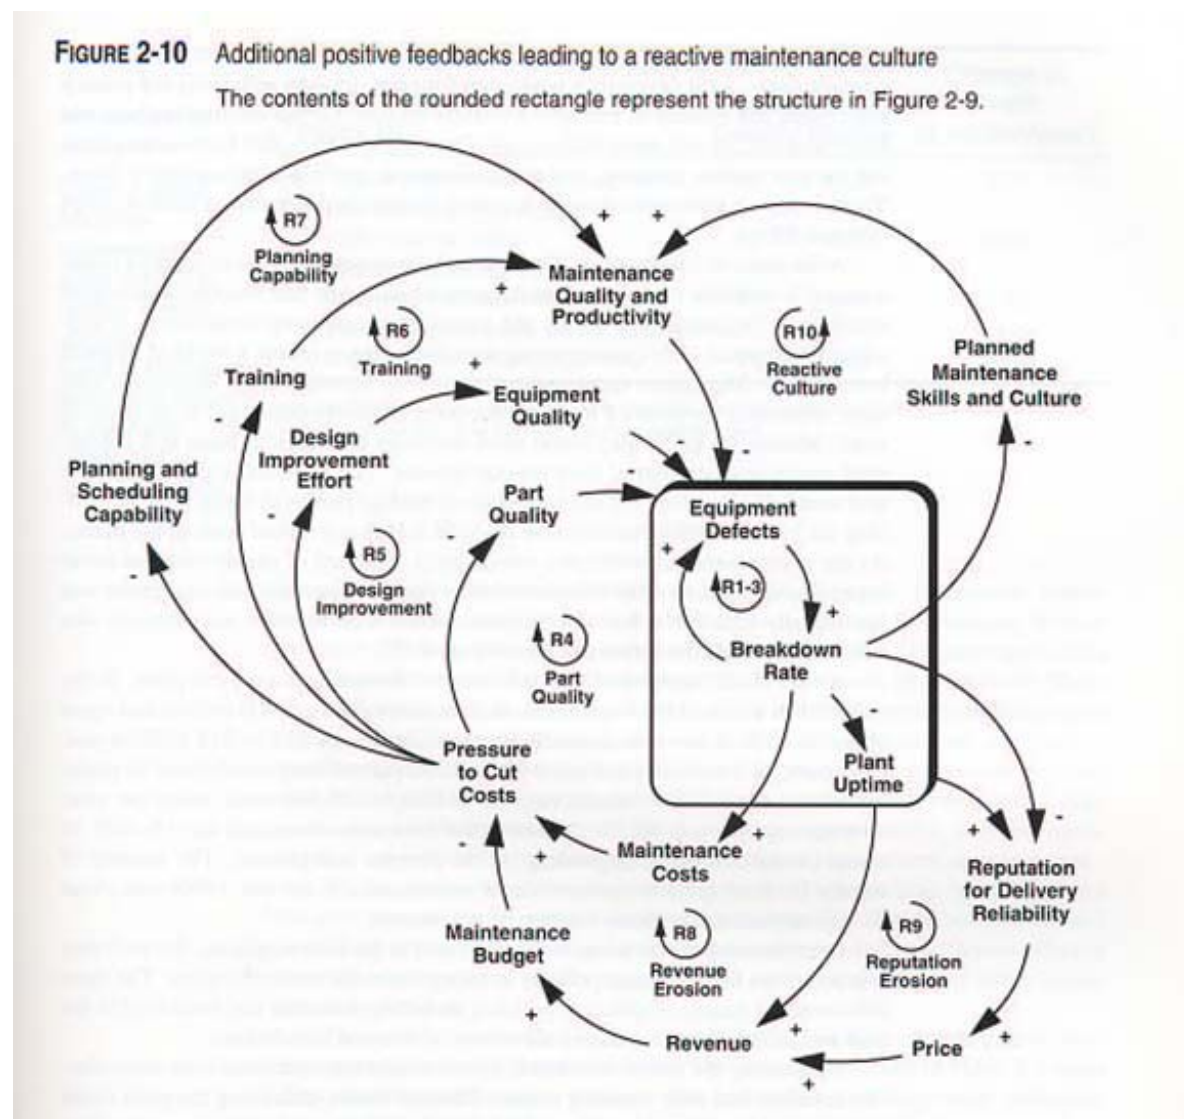 FIGURE 2-10 Additional positive feedbacks leading to a reactive maintenance culture
The contents of the rounded rectangle represent the structure in Figure 2-9.
R7
Planning
Capability
+
+
Maintenance
Quality and
Productivity
+
R6
Training
Training
R10
Reactive
Culture
Planned
Maintenance
Skills and Culture
+
Equipment
Quality
-
Design
Improvement
Effort
-
-
-
Planning and
Scheduling
Capability
Part
Quality
-
-
-
Equipment
Defects
R5
Design
Improvement
+
R1-3
+
-
R4
Part
Quality
Breakdown
Rate
-
Pressure
to Cut
Costs
Plant
Uptime
-
+
-
+
+
Maintenance
Costs
Reputation
for Delivery
Reliability
Maintenance
Budget
R8
Revenue
Erosion
R9
Reputation
Erosion
+
+
+
Revenue
Price
+